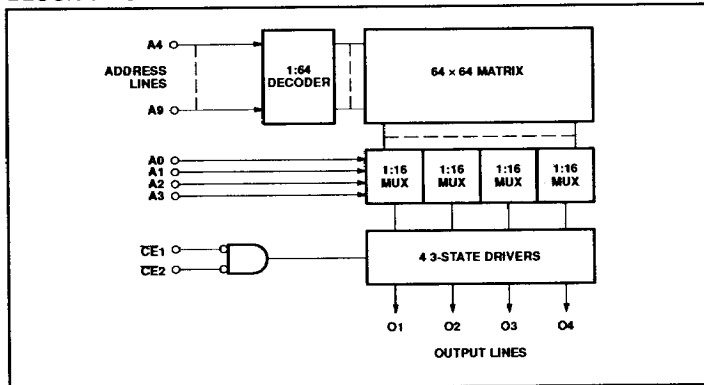 A4
ADDRESS
LINES
A9
1:64
DECODER
64 × 64 MATRIX
A0
A1
A2
A3
1:16
MUX
1:16
MUX
1:16
MUX
1:16
MUX
CE1
CE2
4 3-STATE DRIVERS
O1 O2 O3 O4
OUTPUT LINES